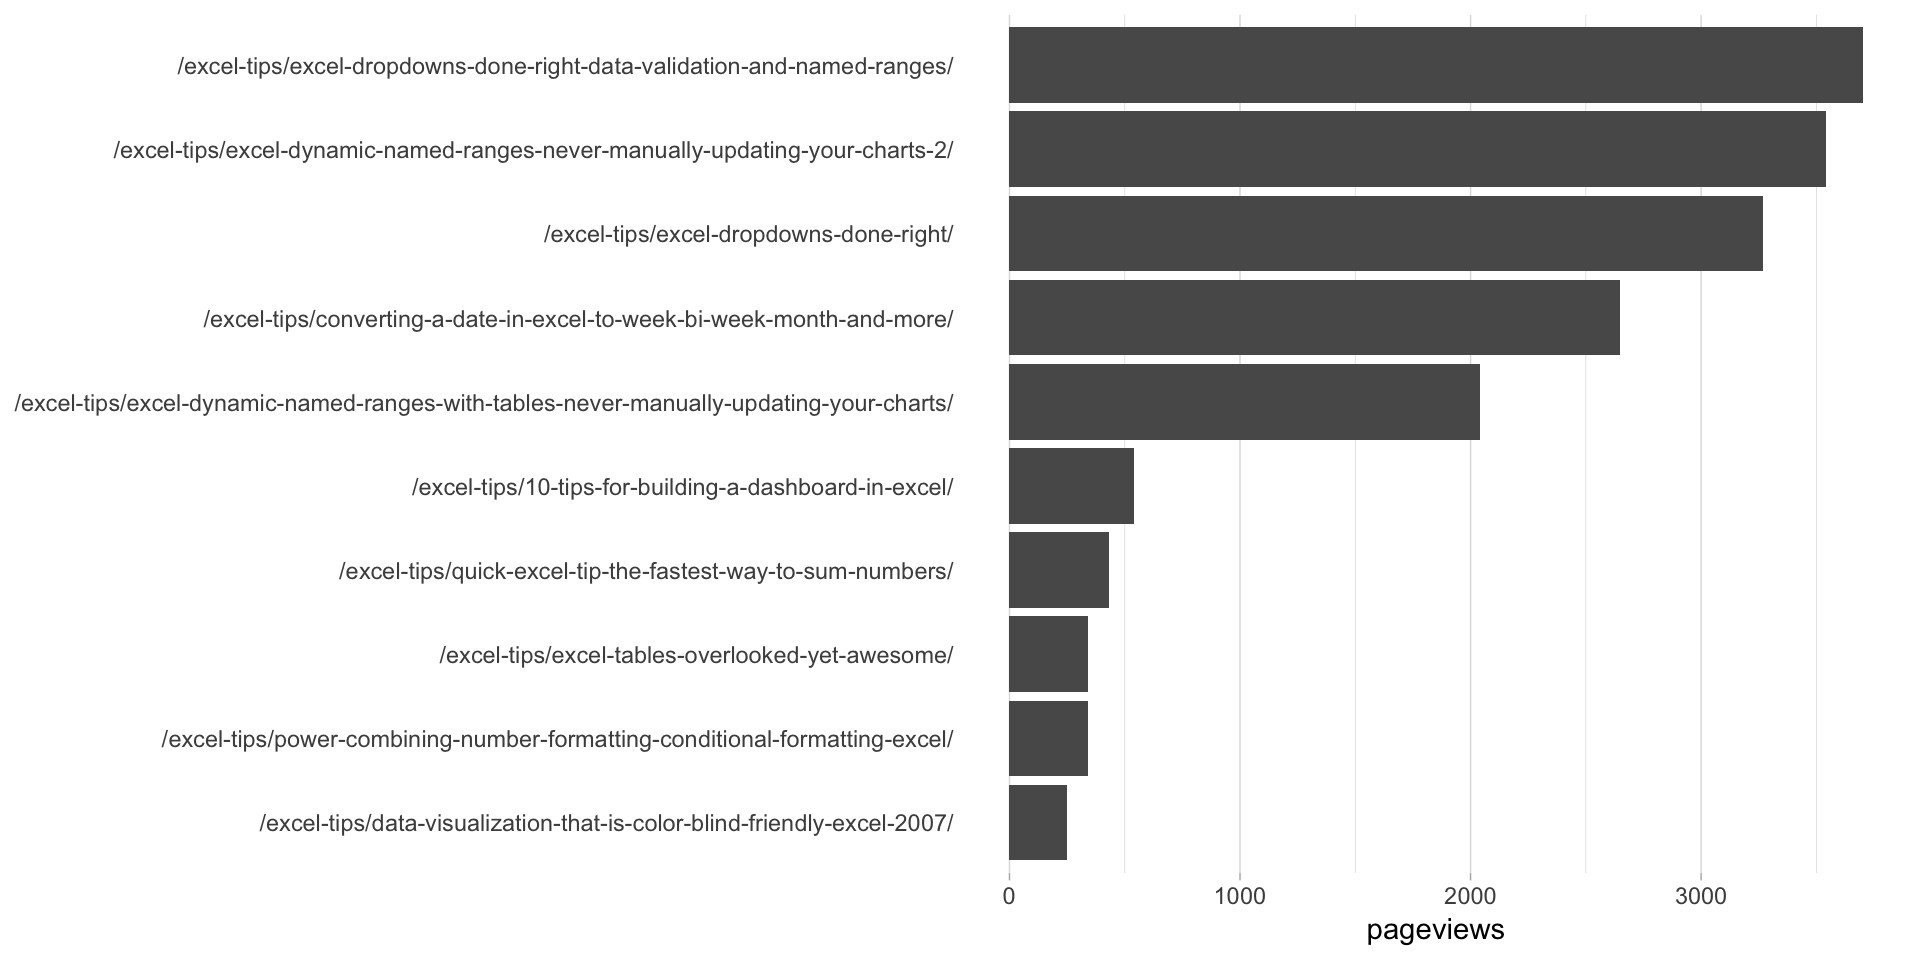 /excel-tips/excel-dropdowns-done-right-data-validation-and-named-ranges/
/excel-tips/excel-dynamic-named-ranges-never-manually-updating-your-charts-2/
/excel-tips/excel-dropdowns-done-right/
/excel-tips/converting-a-date-in-excel-to-week-bi-week-month-and-more/
/excel-tips/excel-dynamic-named-ranges-with-tables-never-manually-updating-your-charts/
/excel-tips/10-tips-for-building-a-dashboard-in-excel/
/excel-tips/quick-excel-tip-the-fastest-way-to-sum-numbers/
/excel-tips/excel-tables-overlooked-yet-awesome/
/excel-tips/power-combining-number-formatting-conditional-formatting-excel/
/excel-tips/data-visualization-that-is-color-blind-friendly-excel-2007/
0 1000 2000 3000
pageviews